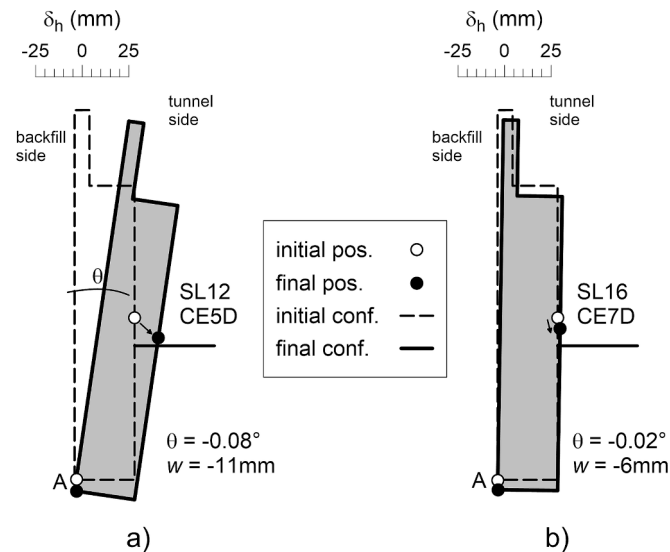 δh (mm)
-25 0 25
tunnel
side
backfill
side
θ
SL12
CE5D
A
θ = -0.08°
w = -11mm
a)
initial pos.
final pos.
initial conf.
final conf.
δh (mm)
-25 0 25
tunnel
side
backfill
side
SL16
CE7D
A
θ = -0.02°
w = -6mm
b)